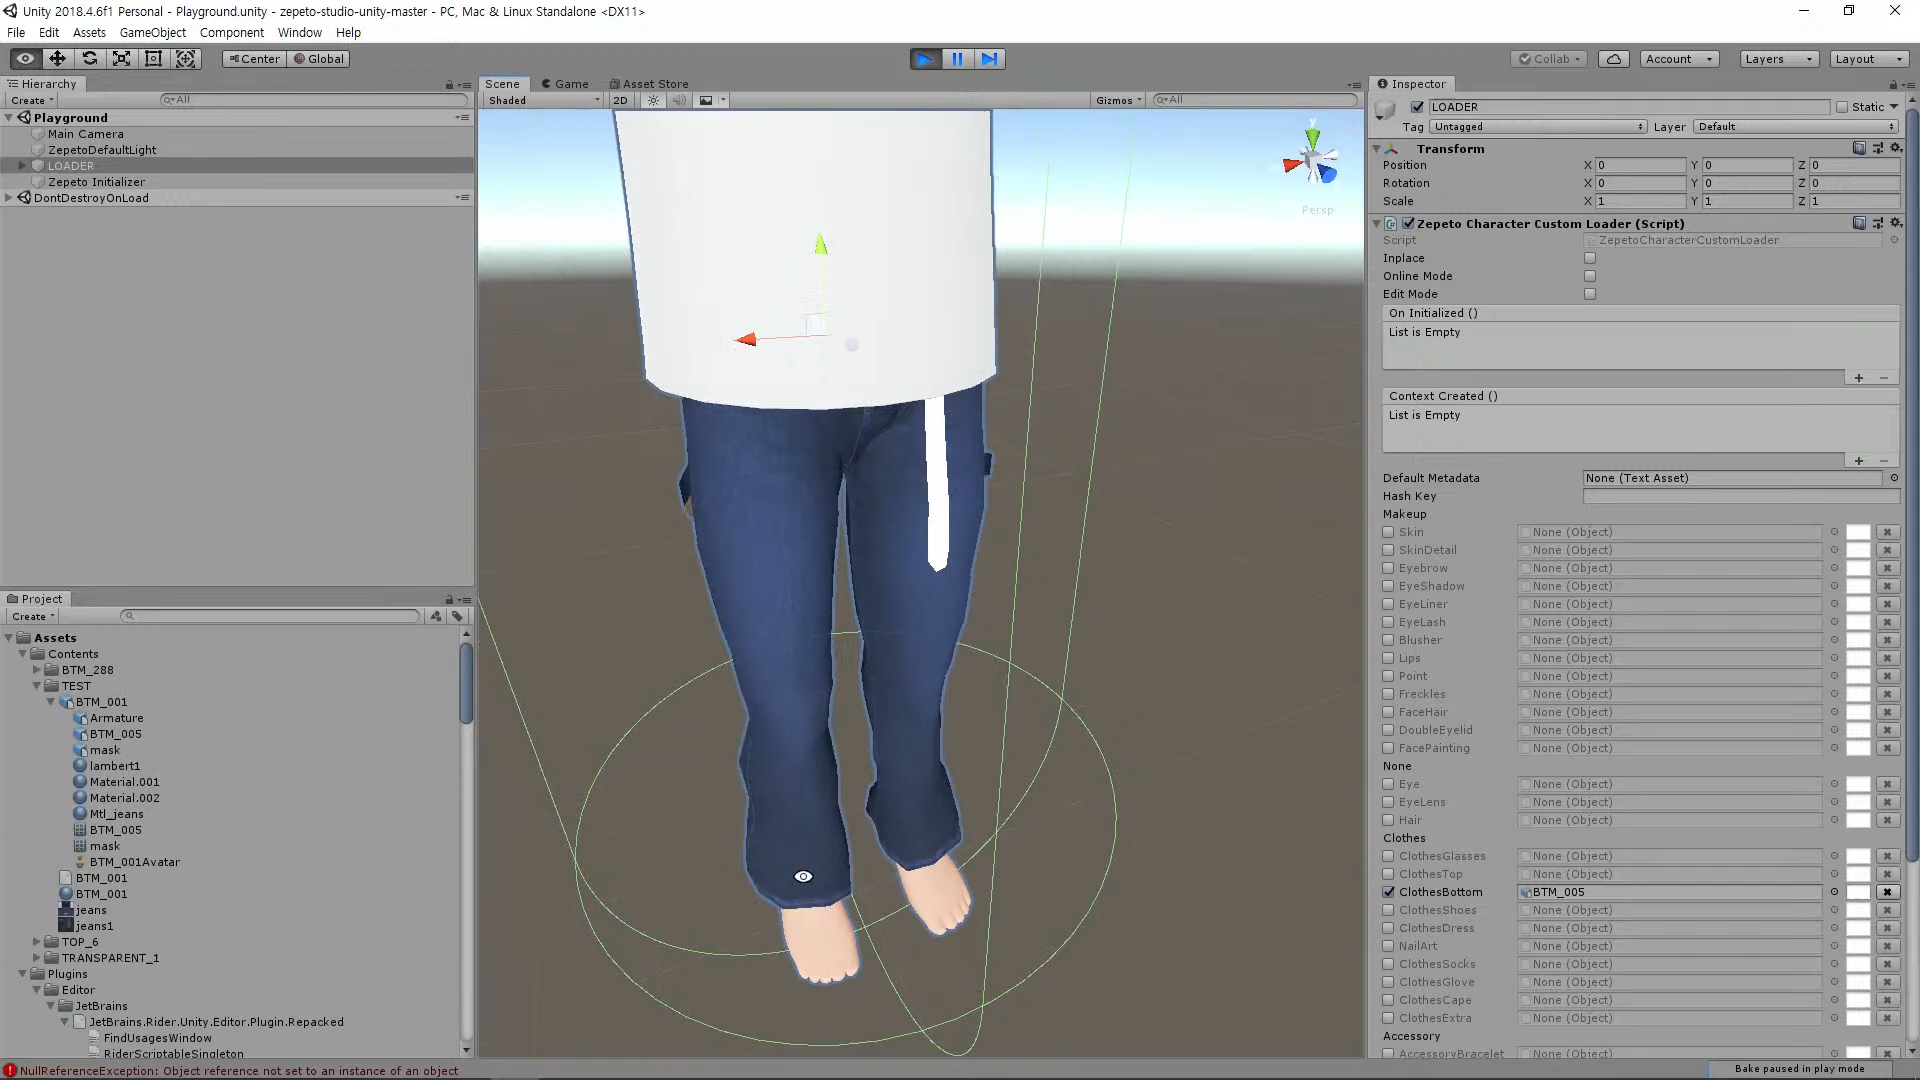 Unity 2018.4.6f1 Personal - Playground.unity - zepeto-studio-unity-master - PC, Mac & Linux Standalone <DX11>
File Edit Assets GameObject Component Window Help
Center Global Collab Account Layers Layout
Hierarchy
Create All
Playground
Main Camera
ZepetoDefaultLight
LOADER
Zepeto Initializer
DontDestroyOnLoad
Project
Create
Assets
Contents
BTM_288
TEST
BTM_001
Armature
BTM_005
mask
lambert1
Material.001
Material.002
Mtl_jeans
BTM_005
mask
BTM_001Avatar
BTM_001
BTM_001
jeans
jeans1
TOP_6
TRANSPARENT_1
Plugins
Editor
JetBrains
JetBrains.Rider.Unity.Editor.Plugin.Repacked
FindUsagesWindow
RiderScriptableSingleton
Scene Game Asset Store
Shaded 2D Gizmos All
y
Persp
Inspector
LOADER Static
Tag Untagged Layer Default
Transform
Position X 0 Y 0 Z 0
Rotation X 0 Y 0 Z 0
Scale X 1 Y 1 Z 1
Zepeto Character Custom Loader (Script)
Script ZepetoCharacterCustomLoader
Inplace
Online Mode
Edit Mode
On Initialized ()
List is Empty
+ −
Context Created ()
List is Empty
+ −
Default Metadata None (Text Asset)
Hash Key
Makeup
Skin None (Object)
SkinDetail None (Object)
Eyebrow None (Object)
EyeShadow None (Object)
EyeLiner None (Object)
EyeLash None (Object)
Blusher None (Object)
Lips None (Object)
Point None (Object)
Freckles None (Object)
FaceHair None (Object)
DoubleEyelid None (Object)
FacePainting None (Object)
None
Eye None (Object)
EyeLens None (Object)
Hair None (Object)
Clothes
ClothesGlasses None (Object)
ClothesTop None (Object)
ClothesBottom BTM_005
ClothesShoes None (Object)
ClothesDress None (Object)
NailArt None (Object)
ClothesSocks None (Object)
ClothesGlove None (Object)
ClothesCape None (Object)
ClothesExtra None (Object)
Accessory
AccessoryBracelet None (Object)
NullReferenceException: Object reference not set to an instance of an object
Bake paused in play mode